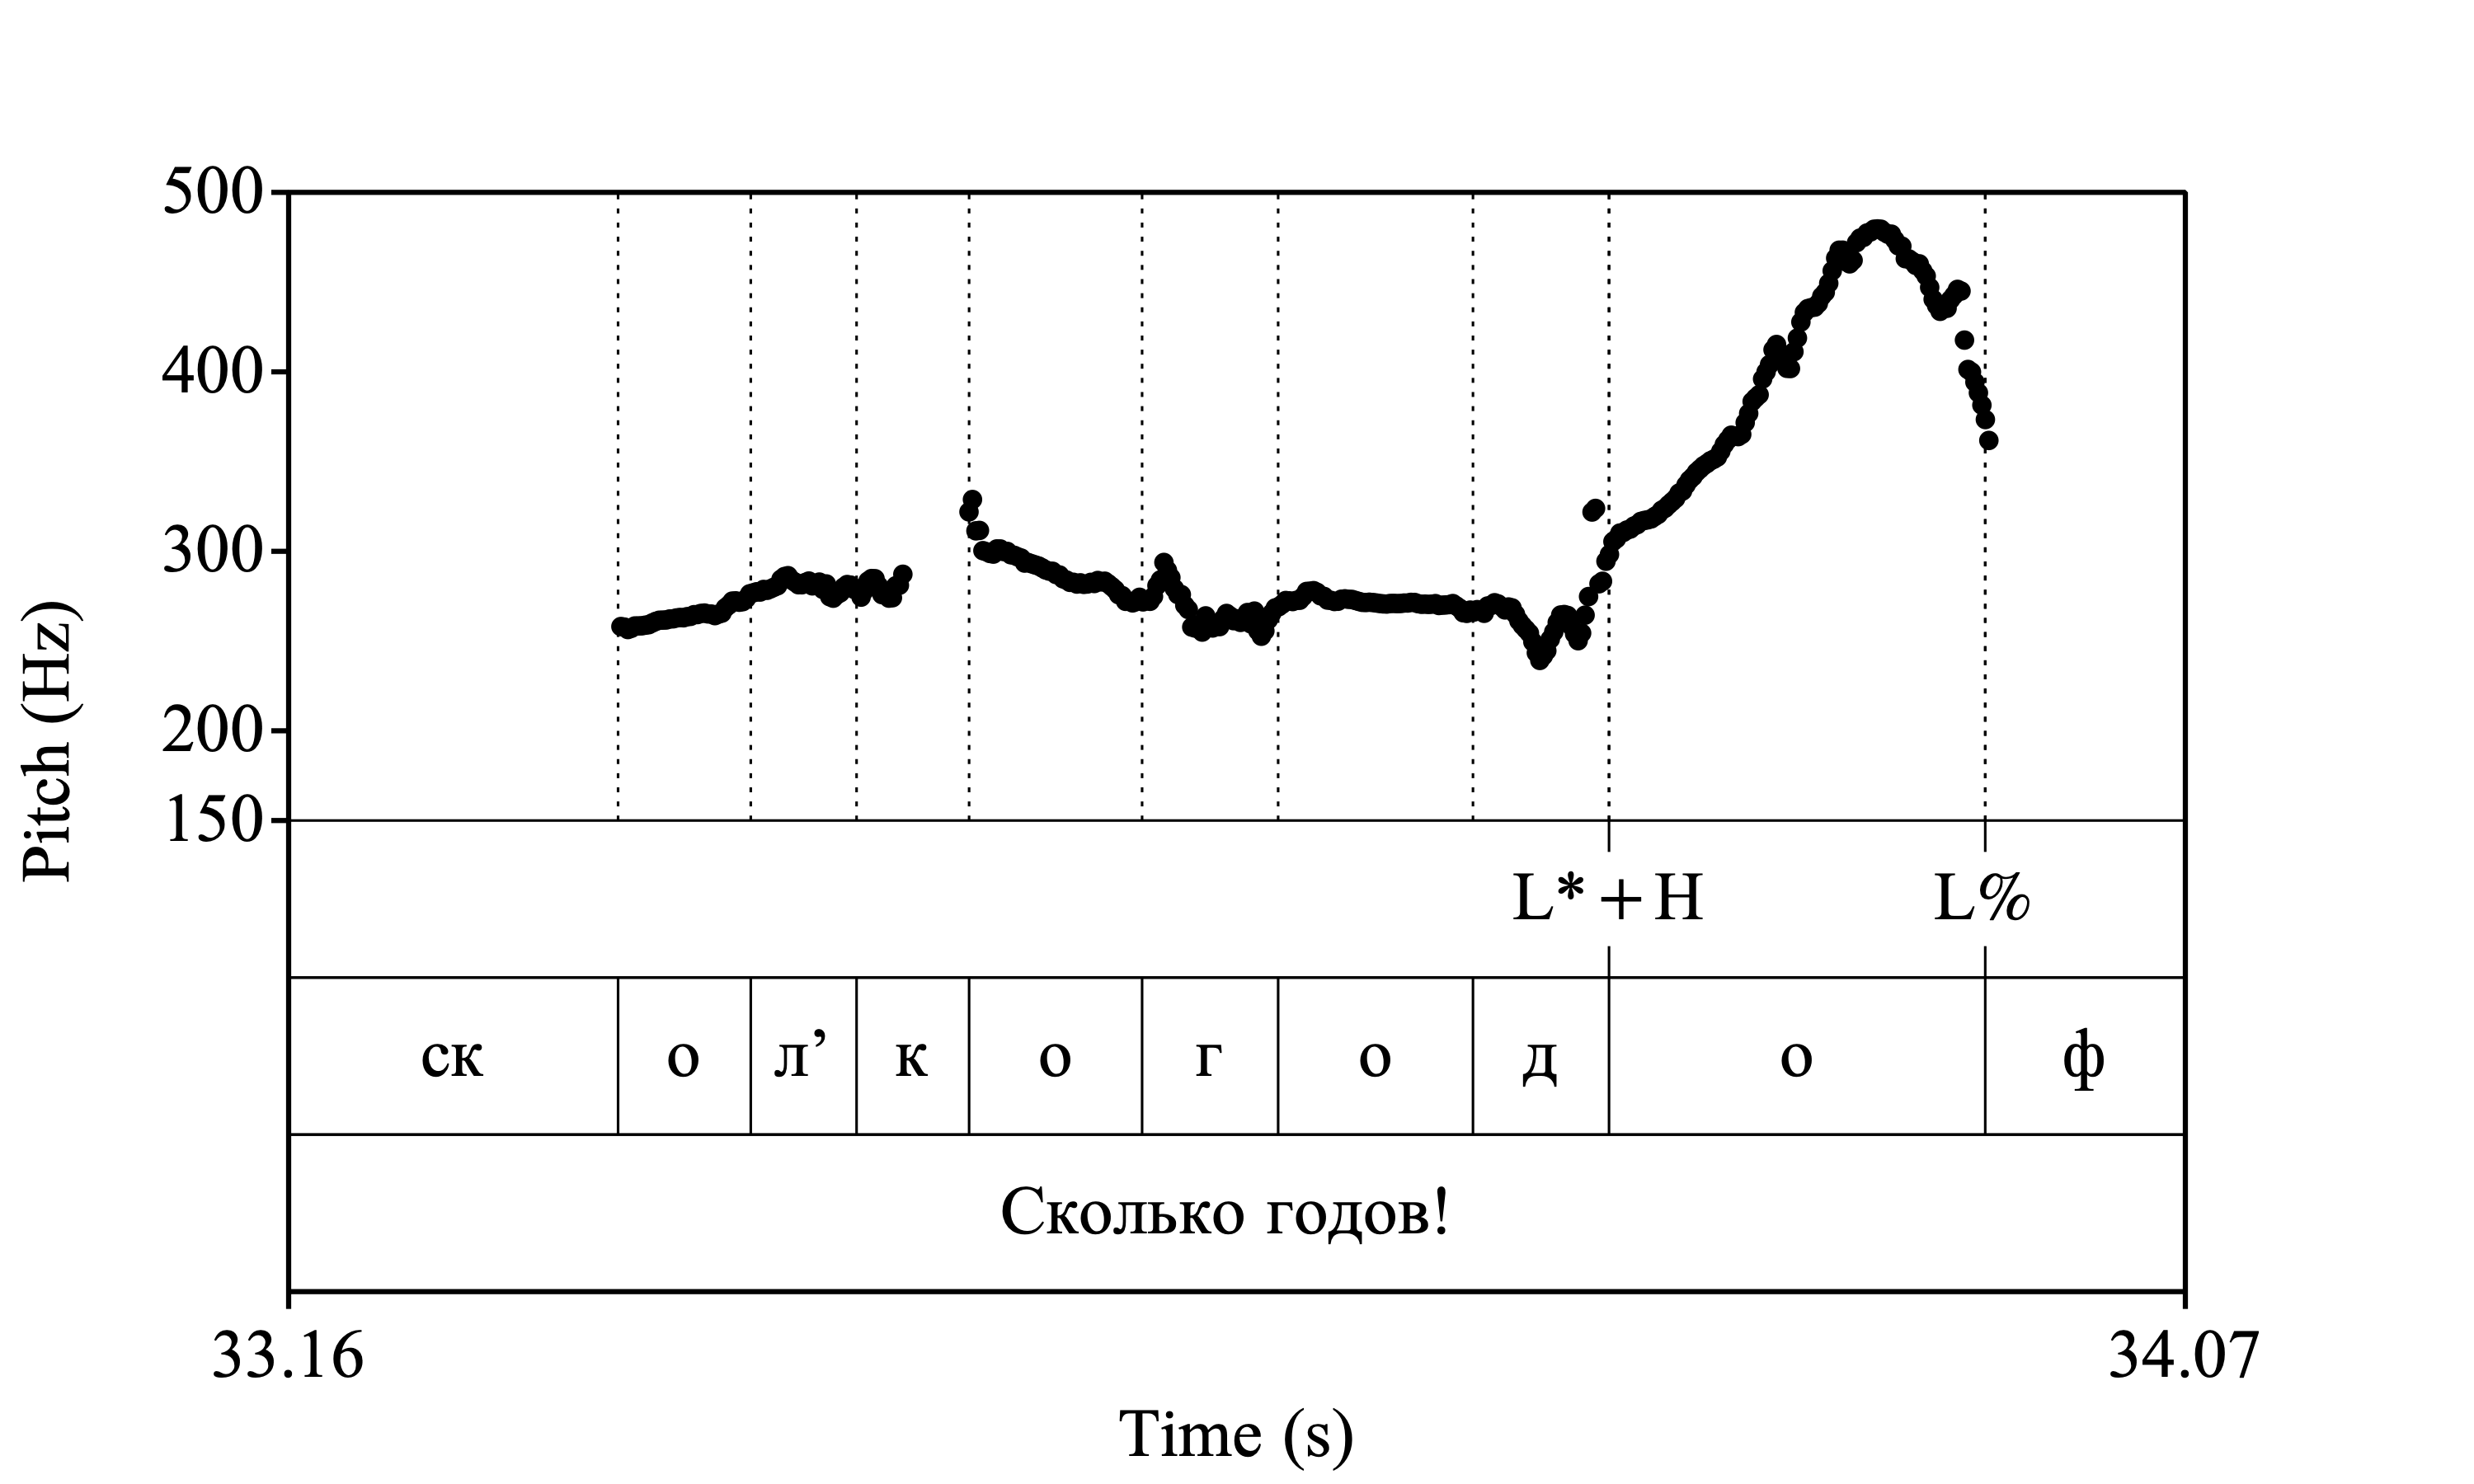 500
400
300
200
150
Pitch (Hz)
L*+H L%
ск о л’ к о г о д о ф
Сколько годов!
33.16 34.07
Time (s)